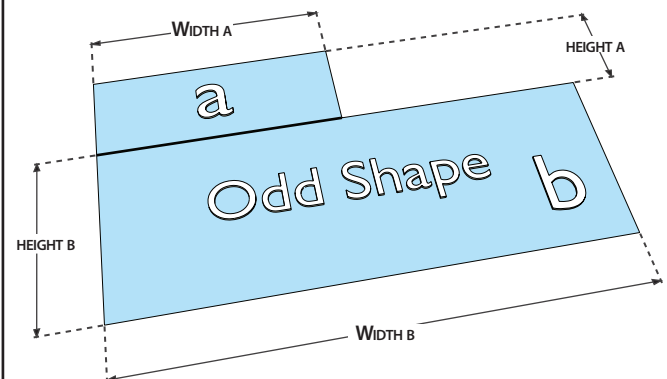 WIDTH A
HEIGHT A
a
Odd Shape
b
HEIGHT B
WIDTH B